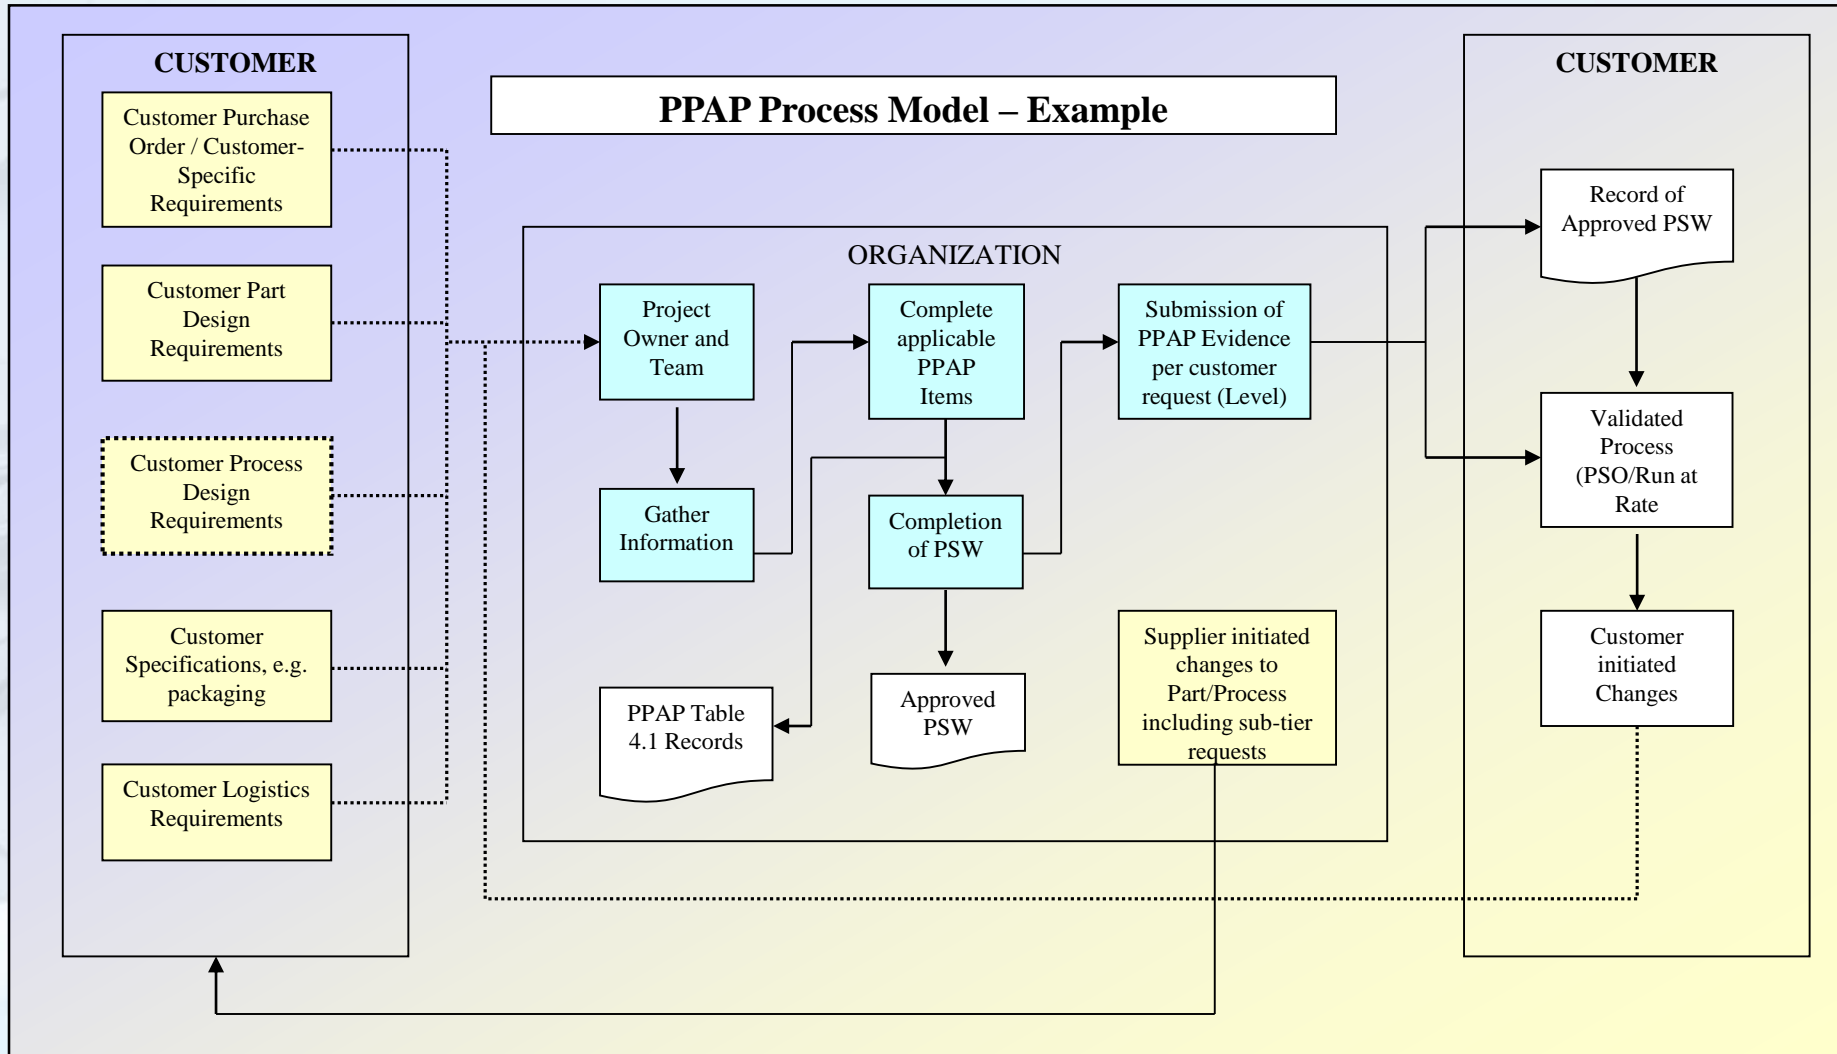 CUSTOMER
Customer Purchase
Order / Customer-
Specific
Requirements
Customer Part
Design
Requirements
Customer Process
Design
Requirements
Customer
Specifications, e.g.
packaging
Customer Logistics
Requirements
PPAP Process Model – Example
ORGANIZATION
Project
Owner and
Team
Gather
Information
PPAP Table
4.1 Records
Complete
applicable
PPAP
Items
Completion
of PSW
Approved
PSW
Submission of
PPAP Evidence
per customer
request (Level)
Supplier initiated
changes to
Part/Process
including sub-tier
requests
CUSTOMER
Record of
Approved PSW
Validated
Process
(PSO/Run at
Rate
Customer
initiated
Changes